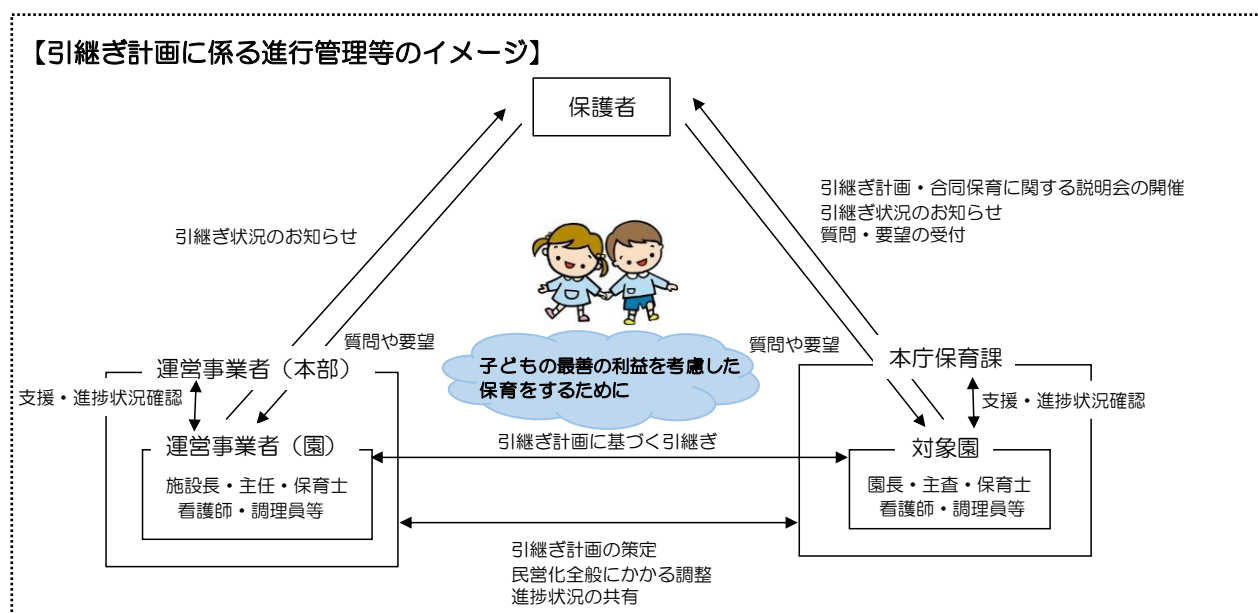 【引継ぎ計画に係る進行管理等のイメージ】
保護者
引継ぎ計画・合同保育に関する説明会の開催
引継ぎ状況のお知らせ
質問・要望の受付
引継ぎ状況のお知らせ
質問や要望
質問や要望
子どもの最善の利益を考慮した
保育をするために
運営事業者（本部）
支援・進捗状況確認
運営事業者（園）
施設長・主任・保育士
看護師・調理員等
本庁保育課
支援・進捗状況確認
対象園
園長・主査・保育士
看護師・調理員等
引継ぎ計画に基づく引継ぎ
引継ぎ計画の策定
民営化全般にかかる調整
進捗状況の共有